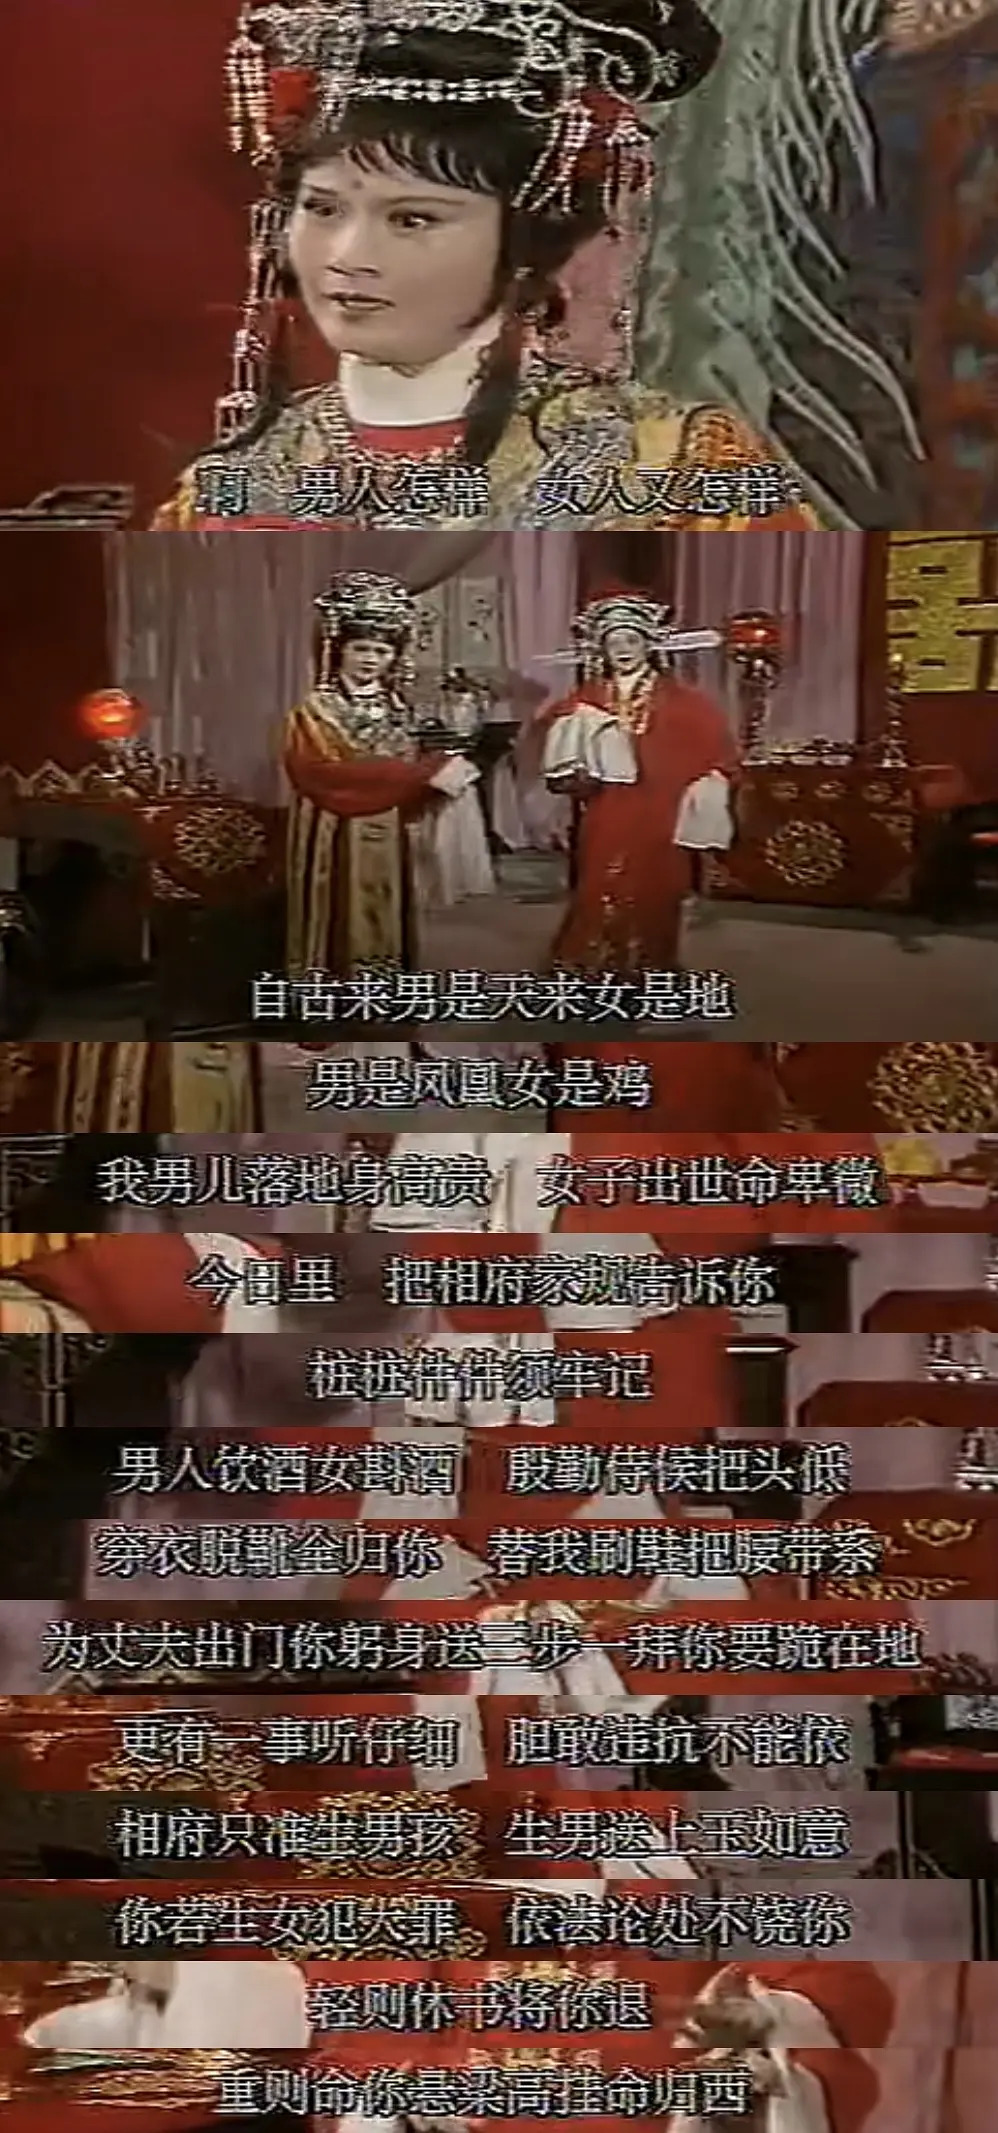 啊 男人怎样 女人又怎样
自古来男是天来女是地
男是凤凰女是鸡
我男儿落地身高贵 女子出世命卑微
今日里 把相府家规告诉你
桩桩件件须牢记
男人饮酒女斟酒 殷勤侍候把头低
穿衣脱靴全归你 替我刷鞋把腰带系
为丈夫出门你躬身送三步一拜你要跪在地
更有一事听仔细 胆敢违抗不能依
相府只准生男孩 生男送上玉如意
你若生女犯大罪 依法论处不饶你
轻则休书将你退
重则命你悬梁高挂命归西